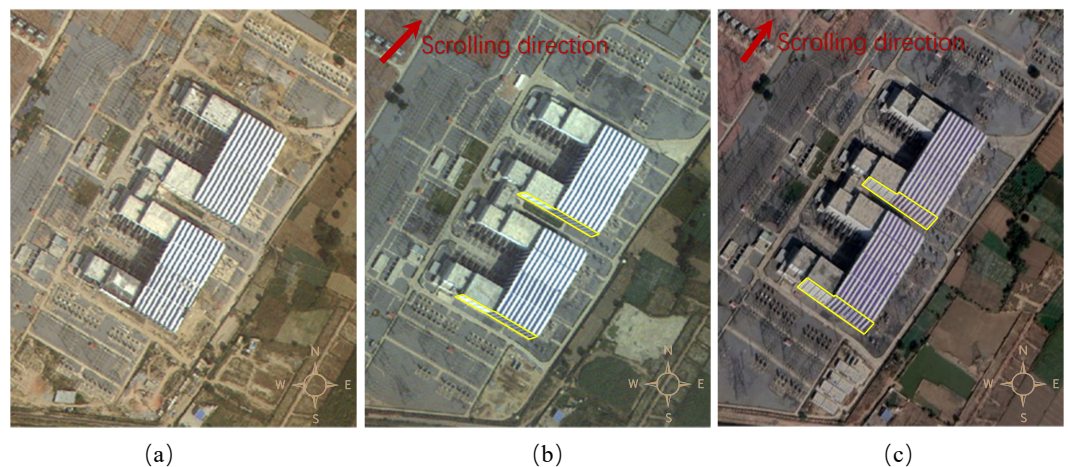 Scrolling direction
Scrolling direction
N
W E
S
N
W E
S
N
W E
S
(a)
(b)
(c)